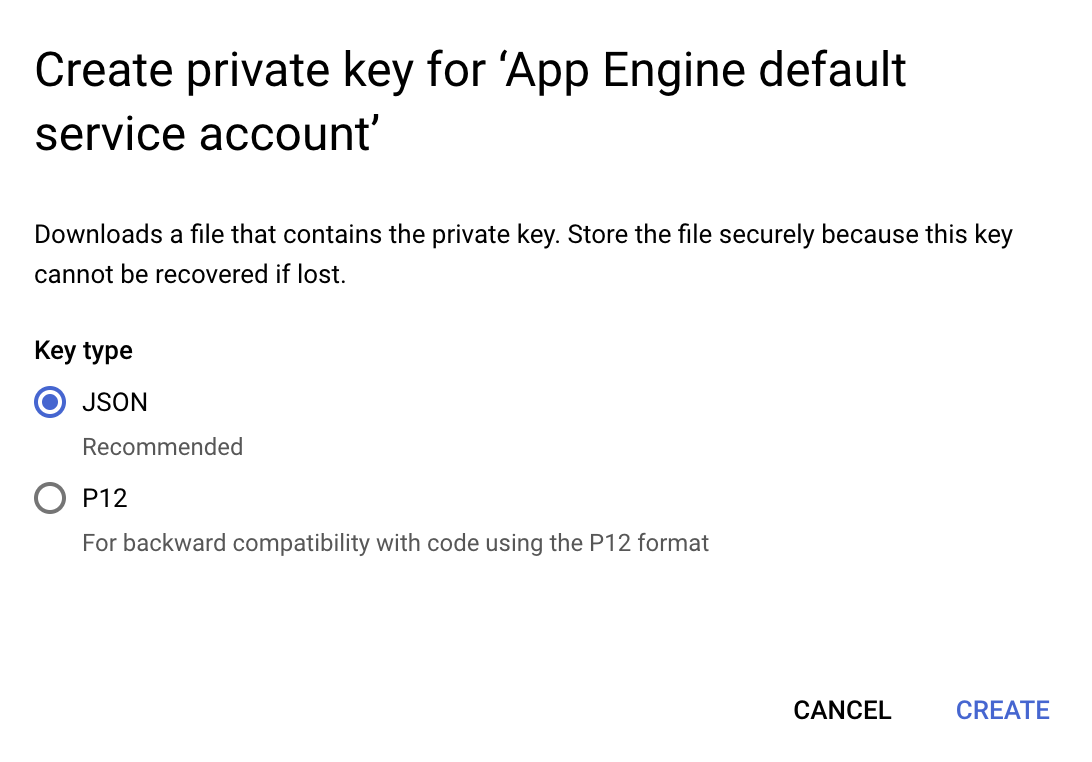 Create private key for ‘App Engine default
service account’
Downloads a file that contains the private key. Store the file securely because this key
cannot be recovered if lost.
Key type
JSON
Recommended
P12
For backward compatibility with code using the P12 format
CANCEL CREATE